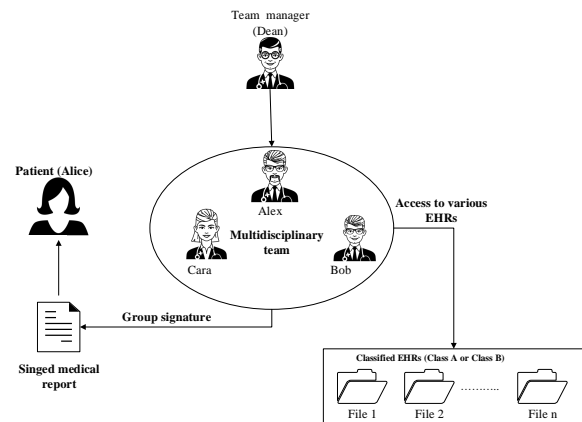 Team manager
(Dean)
Patient (Alice)
Alex
Multidisciplinary
team
Cara
Bob
Access to various
EHRs
Group signature
Singed medical
report
Classified EHRs (Class A or Class B)
File 1
File 2
...........
File n